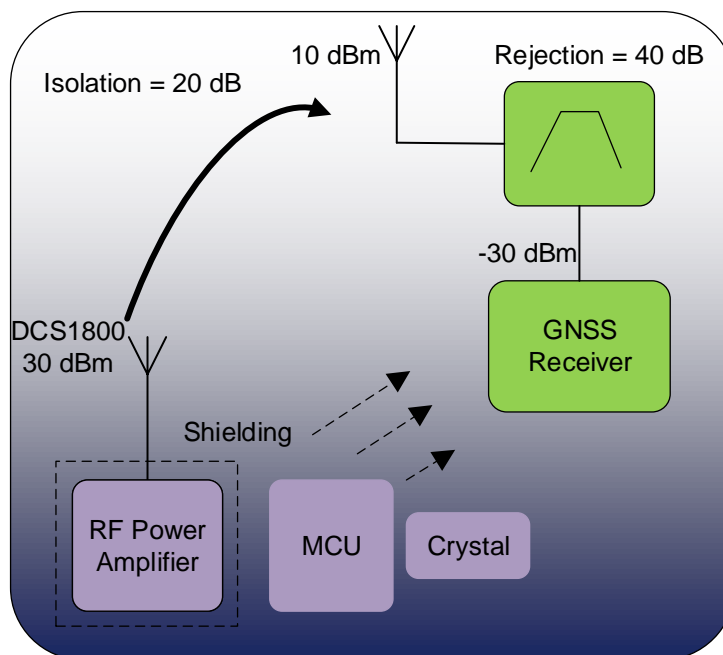 10 dBm
Rejection = 40 dB
Isolation = 20 dB
-30 dBm
GNSS
Receiver
DCS1800
30 dBm
Shielding
RF Power
Amplifier
MCU
Crystal